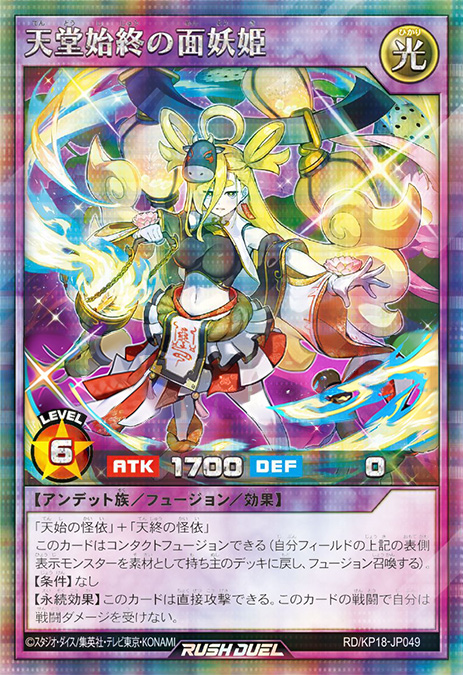 天堂始終の面妖姫
ひかり
光
LEVEL
6
ATK 1700 DEF 0
【アンデット族／フュージョン／効果】
「天始の怪依」+「天終の怪依」
このカードはコンタクトフュージョンできる（自分フィールドの上記の表側
表示モンスターを素材として持ち主のデッキに戻し、フュージョン召喚する）。
【条件】なし
【永続効果】このカードは直接攻撃できる。このカードの戦闘で自分は
戦闘ダメージを受けない。
©スタジオ・ダイス/集英社・テレビ東京・KONAMI
RUSH DUEL
RD/KP18-JP049